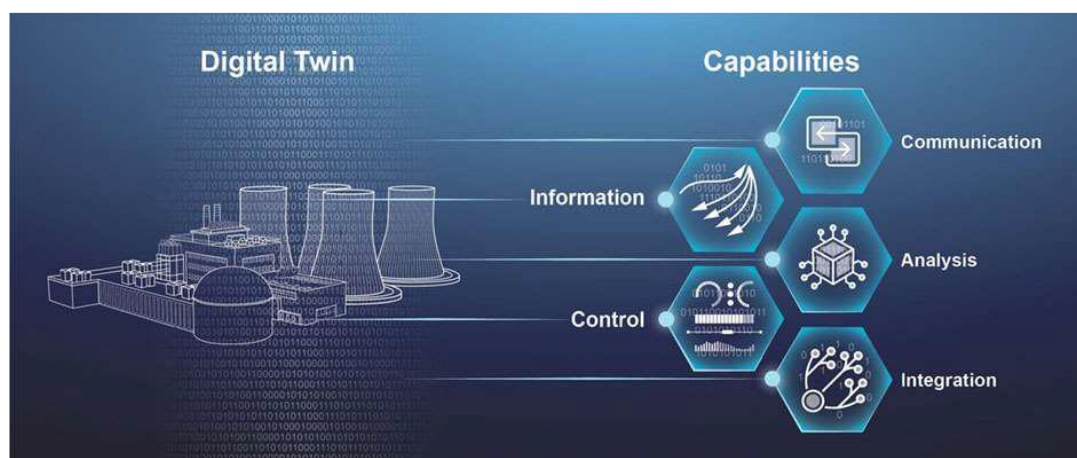 Digital Twin
Capabilities
Communication
Information
Analysis
Control
Integration